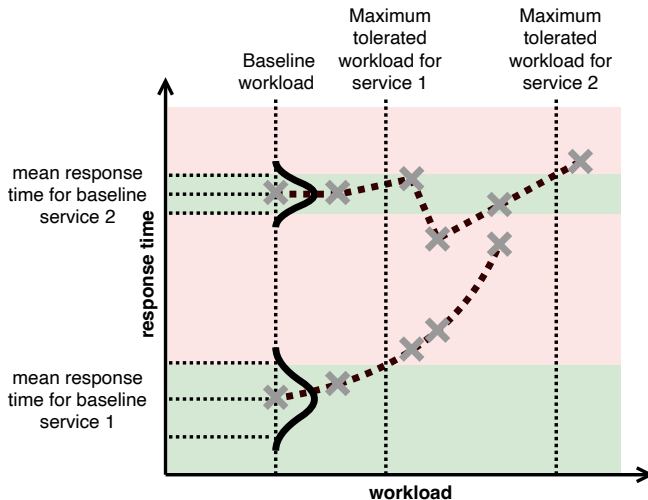 Maximum
tolerated
workload for
service 1
Maximum
tolerated
workload for
service 2
Baseline
workload
mean response
time for baseline
service 2
response time
mean response
time for baseline
service 1
workload